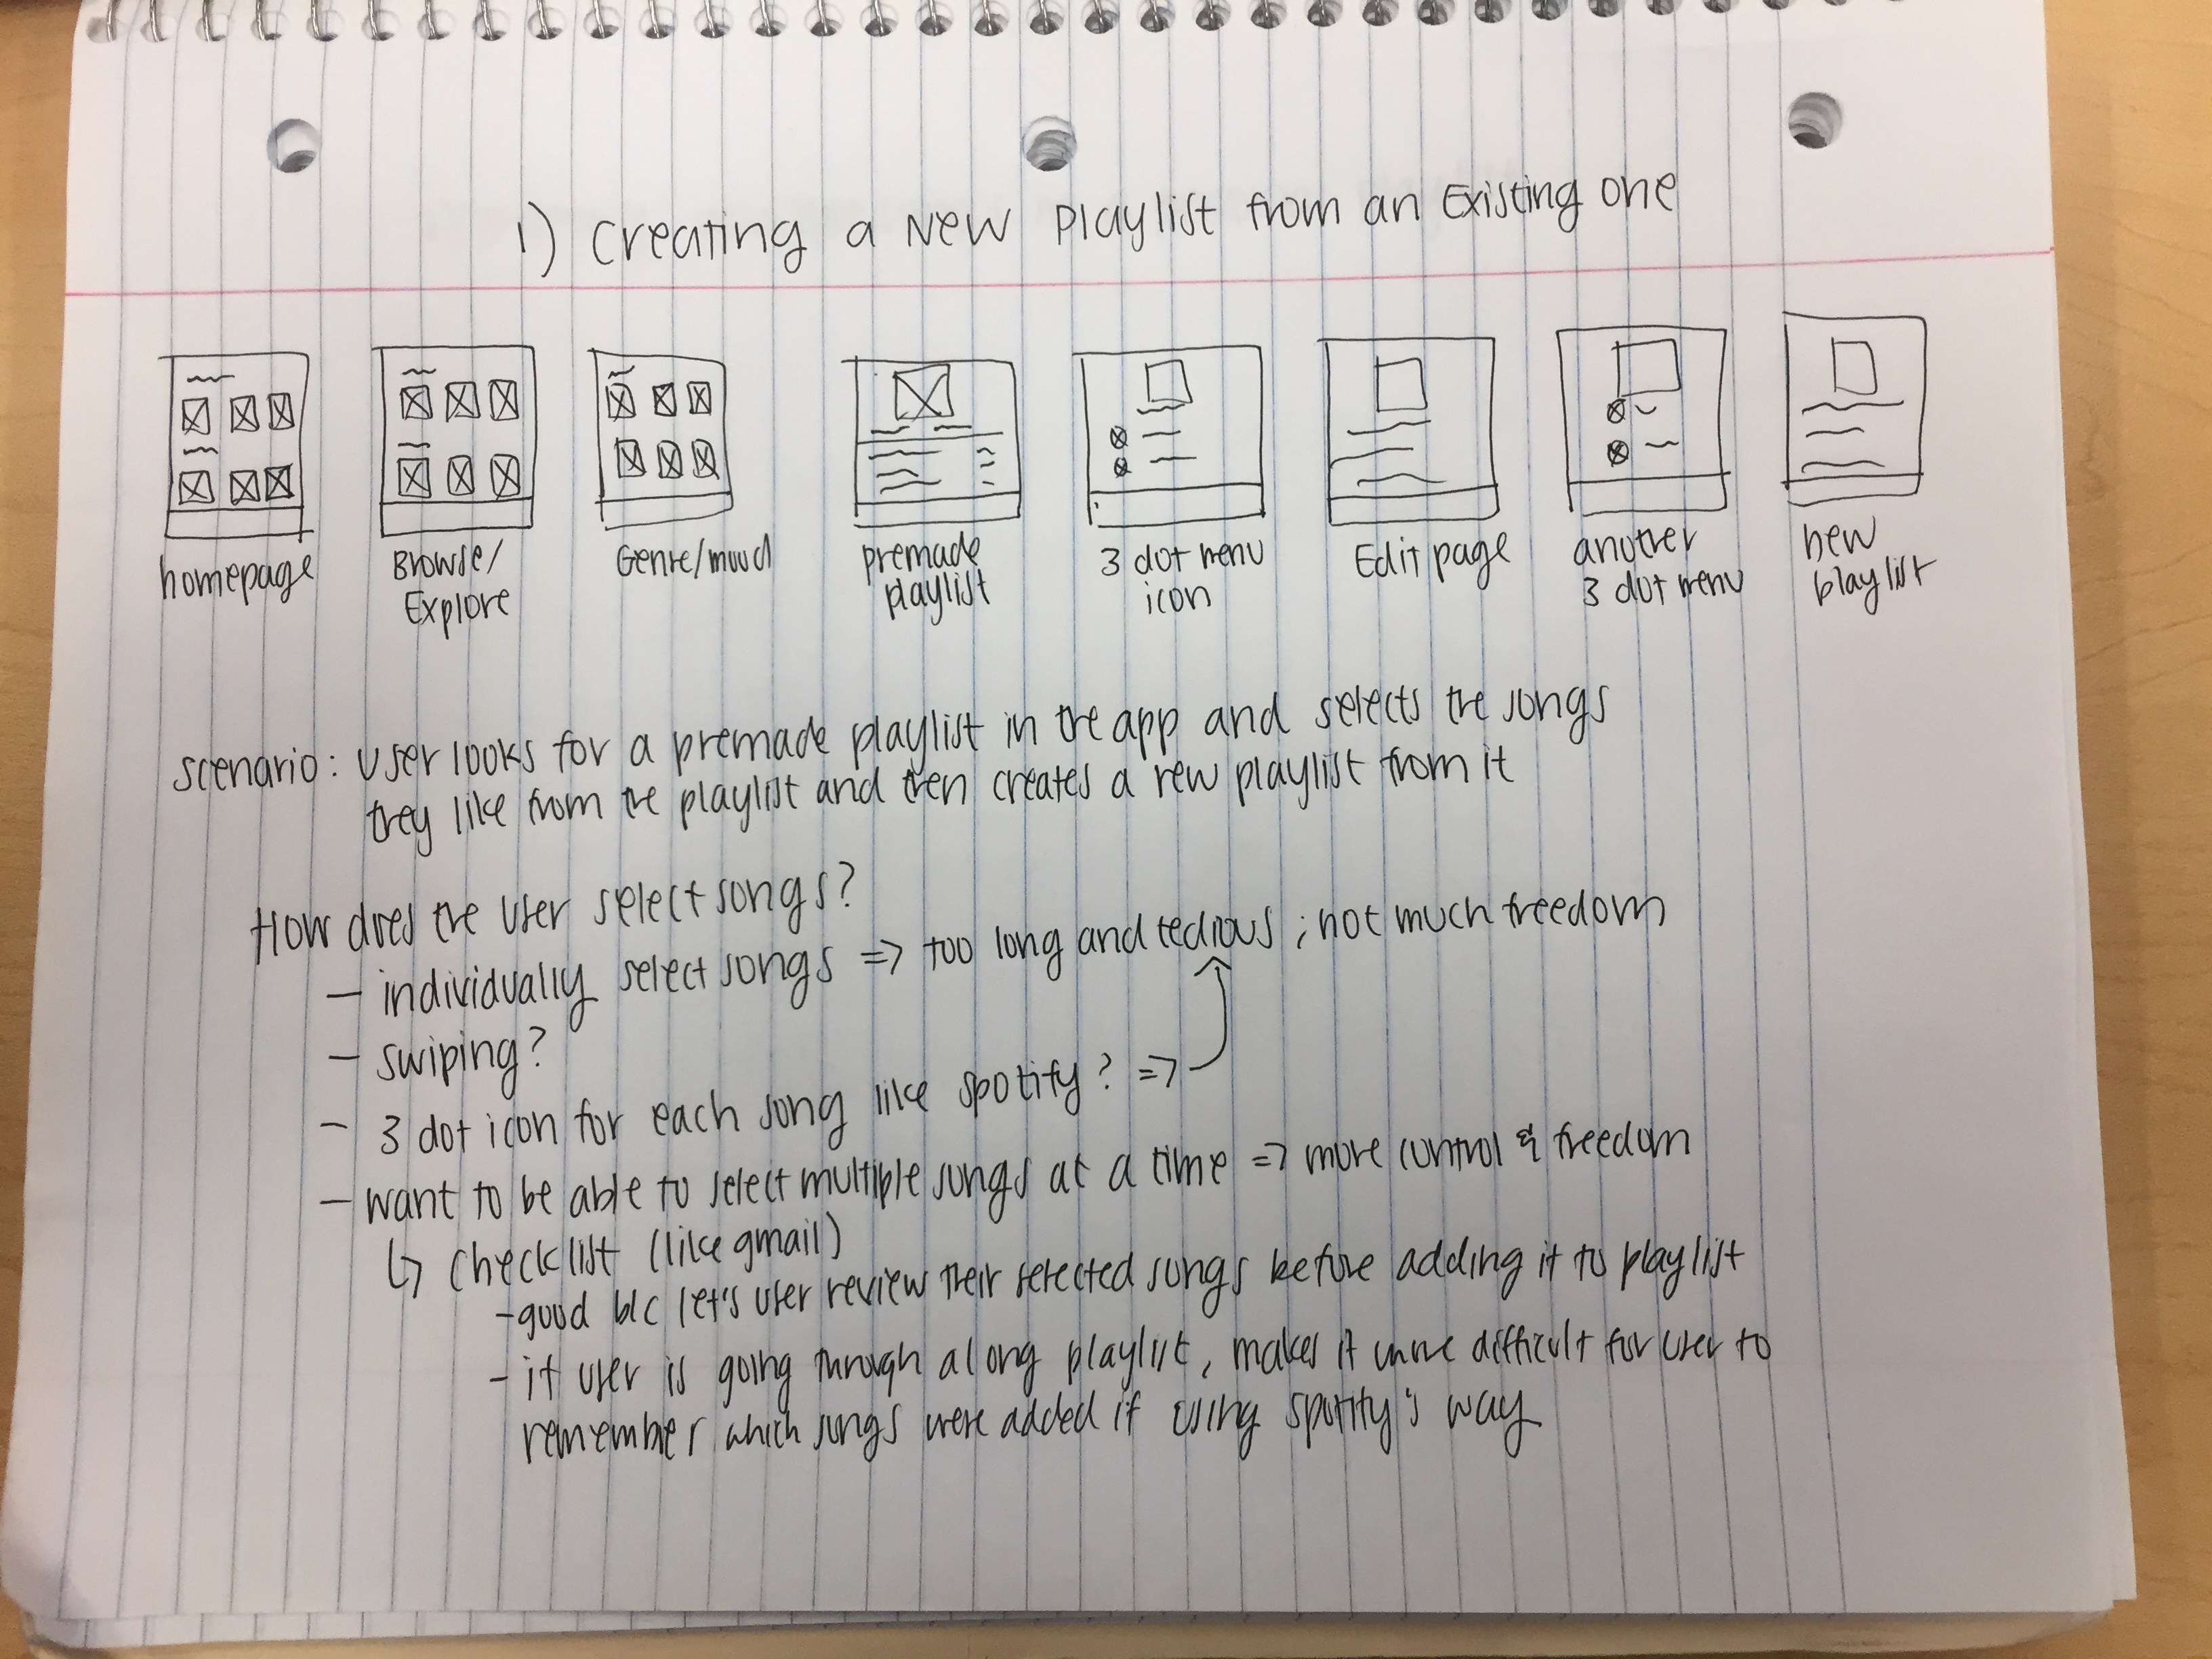 1) Creating a New Playlist from an Existing one
homepage
Browse/
Explore
Genre/mood
premade
playlist
3 dot menu
icon
Edit page
another
3 dot menu
new
playlist
scenario: user looks for a premade playlist in the app and selects the songs
they like from the playlist and then creates a new playlist from it
How does the user select songs?
- individually select songs => too long and tedious ; not much freedom
- swiping?
- 3 dot icon for each song like spotify? =>
- want to be able to select multiple songs at a time => more control & freedom
↳ checklist (like gmail)
- good b/c let's user review their selected songs before adding it to playlist
- if user is going through a long playlist, makes it more difficult for user to
remember which songs were added if using spotify's way